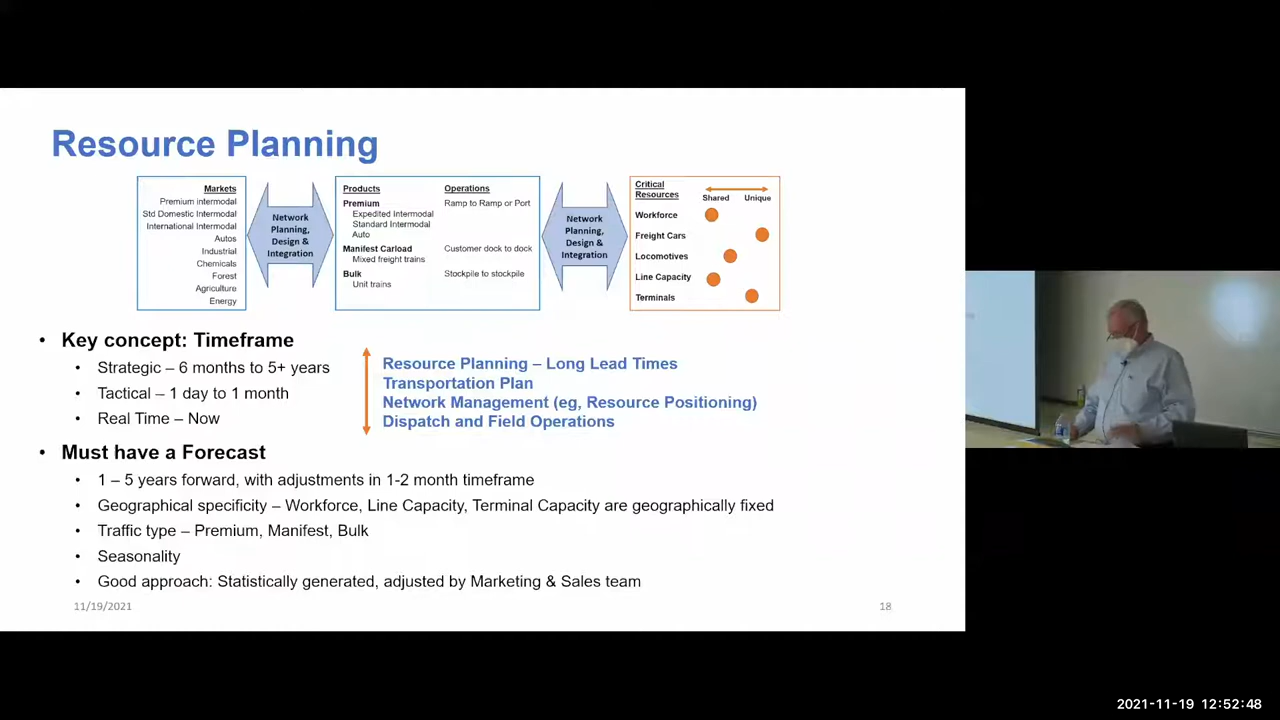 Resource Planning
Markets
Premium intermodal
Std Domestic Intermodal
International Intermodal
Autos
Industrial
Chemicals
Forest
Agriculture
Energy
Network
Planning,
Design &
Integration
Products
Operations
Premium
Ramp to Ramp or Port
Expedited Intermodal
Standard Intermodal
Auto
Manifest Carload
Customer dock to dock
Mixed freight trains
Bulk
Stockpile to stockpile
Unit trains
Network
Planning,
Design &
Integration
Critical
Resources
Shared
Unique
Workforce
Freight Cars
Locomotives
Line Capacity
Terminals
• Key concept: Timeframe
• Strategic – 6 months to 5+ years
• Tactical – 1 day to 1 month
• Real Time – Now
Resource Planning – Long Lead Times
Transportation Plan
Network Management (eg, Resource Positioning)
Dispatch and Field Operations
• Must have a Forecast
• 1 – 5 years forward, with adjustments in 1-2 month timeframe
• Geographical specificity – Workforce, Line Capacity, Terminal Capacity are geographically fixed
• Traffic type – Premium, Manifest, Bulk
• Seasonality
• Good approach: Statistically generated, adjusted by Marketing & Sales team
11/19/2021
18
2021-11-19 12:52:48